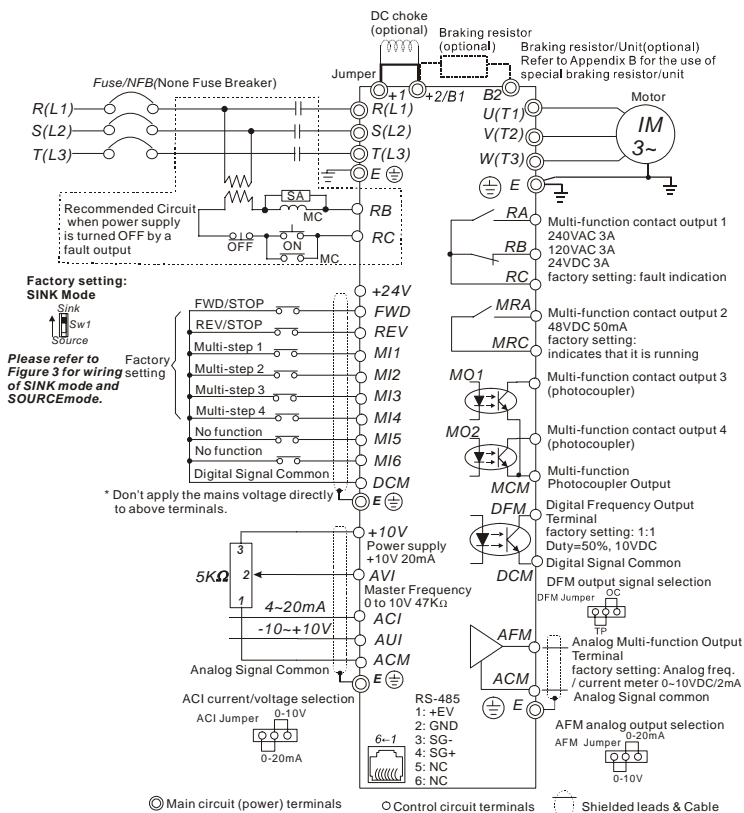 DC choke
(optional)
Braking resistor
(optional)
Braking resistor/Unit(optional)
Refer to Appendix B for the use of
special braking resistor/unit
Jumper
+1
+2/B1
B2
Fuse/NFB(None Fuse Breaker)
R(L1)
S(L2)
T(L3)
R(L1)
S(L2)
T(L3)
E
U(T1)
V(T2)
W(T3)
E
Motor
IM
3~
Recommended Circuit
when power supply
is turned OFF by a
fault output
SA
MC
OFF
ON
MC
RB
RC
RA
RB
RC
Multi-function contact output 1
240VAC 3A
120VAC 3A
24VDC 3A
factory setting: fault indication
MRA
MRC
Multi-function contact output 2
48VDC 50mA
factory setting:
indicates that it is running
Factory setting:
SINK Mode
Sink
Sw1
Source
Please refer to
Figure 3 for wiring
of SINK mode and
SOURCEmode.
Factory
setting
+24V
FWD/STOP
FWD
REV/STOP
REV
Multi-step 1
MI1
Multi-step 2
MI2
Multi-step 3
MI3
Multi-step 4
MI4
No function
MI5
No function
MI6
Digital Signal Common
DCM
E
* Don't apply the mains voltage directly
to above terminals.
MO1
Multi-function contact output 3
(photocoupler)
MO2
Multi-function contact output 4
(photocoupler)
MCM
Multi-function
Photocoupler Output
DFM
Digital Frequency Output
Terminal
factory setting: 1:1
Duty=50%, 10VDC
DCM
Digital Signal Common
DFM output signal selection
DFM Jumper
OC
TP
+10V
Power supply
+10V 20mA
3
2
1
5KΩ
AVI
Master Frequency
0 to 10V 47KΩ
4~20mA
ACI
-10~+10V
AUI
ACM
Analog Signal Common
E
AFM
Analog Multi-function Output
Terminal
factory setting: Analog freq.
/ current meter 0~10VDC/2mA
ACM
Analog Signal common
E
ACI current/voltage selection
ACI Jumper
0-10V
0-20mA
6←1
RS-485
1: +EV
2: GND
3: SG-
4: SG+
5: NC
6: NC
AFM analog output selection
AFM Jumper
0-20mA
0-10V
Main circuit (power) terminals
Control circuit terminals
Shielded leads & Cable